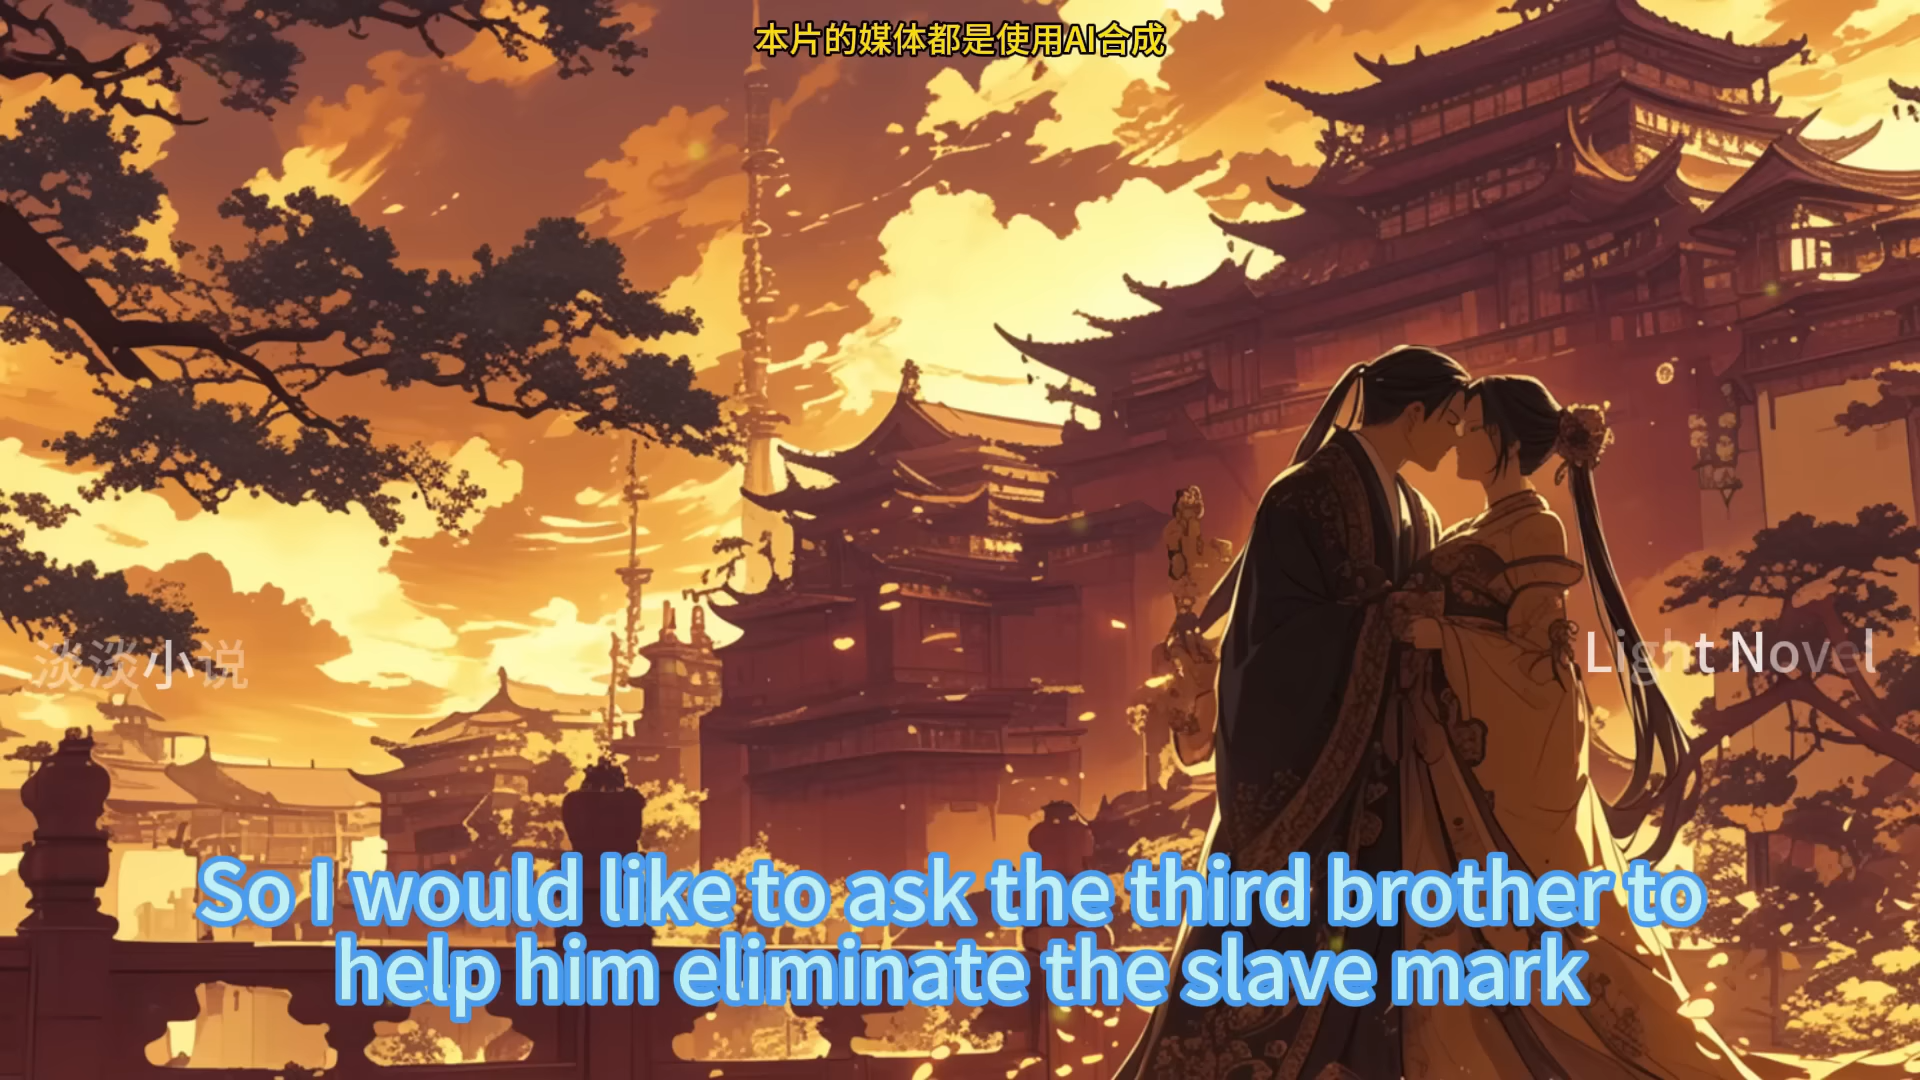 本片的媒体都是使用AI合成
淡淡小说
Light Novel
So I would like to ask the third brother to
help him eliminate the slave mark